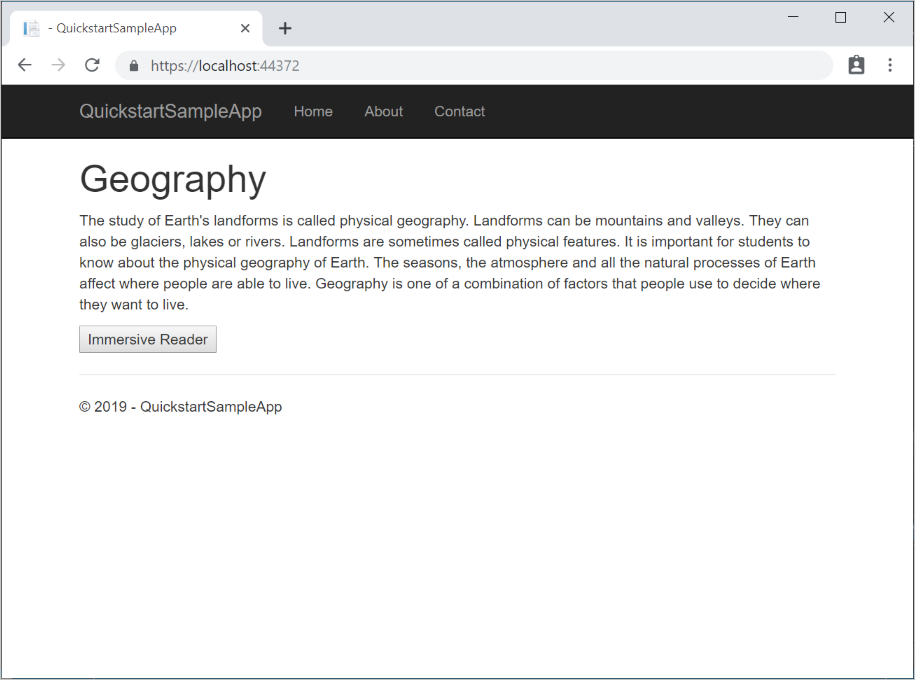 - QuickstartSampleApp
https://localhost:44372
QuickstartSampleApp Home About Contact
Geography
The study of Earth's landforms is called physical geography. Landforms can be mountains and valleys. They can
also be glaciers, lakes or rivers. Landforms are sometimes called physical features. It is important for students to
know about the physical geography of Earth. The seasons, the atmosphere and all the natural processes of Earth
affect where people are able to live. Geography is one of a combination of factors that people use to decide where
they want to live.
Immersive Reader
© 2019 - QuickstartSampleApp